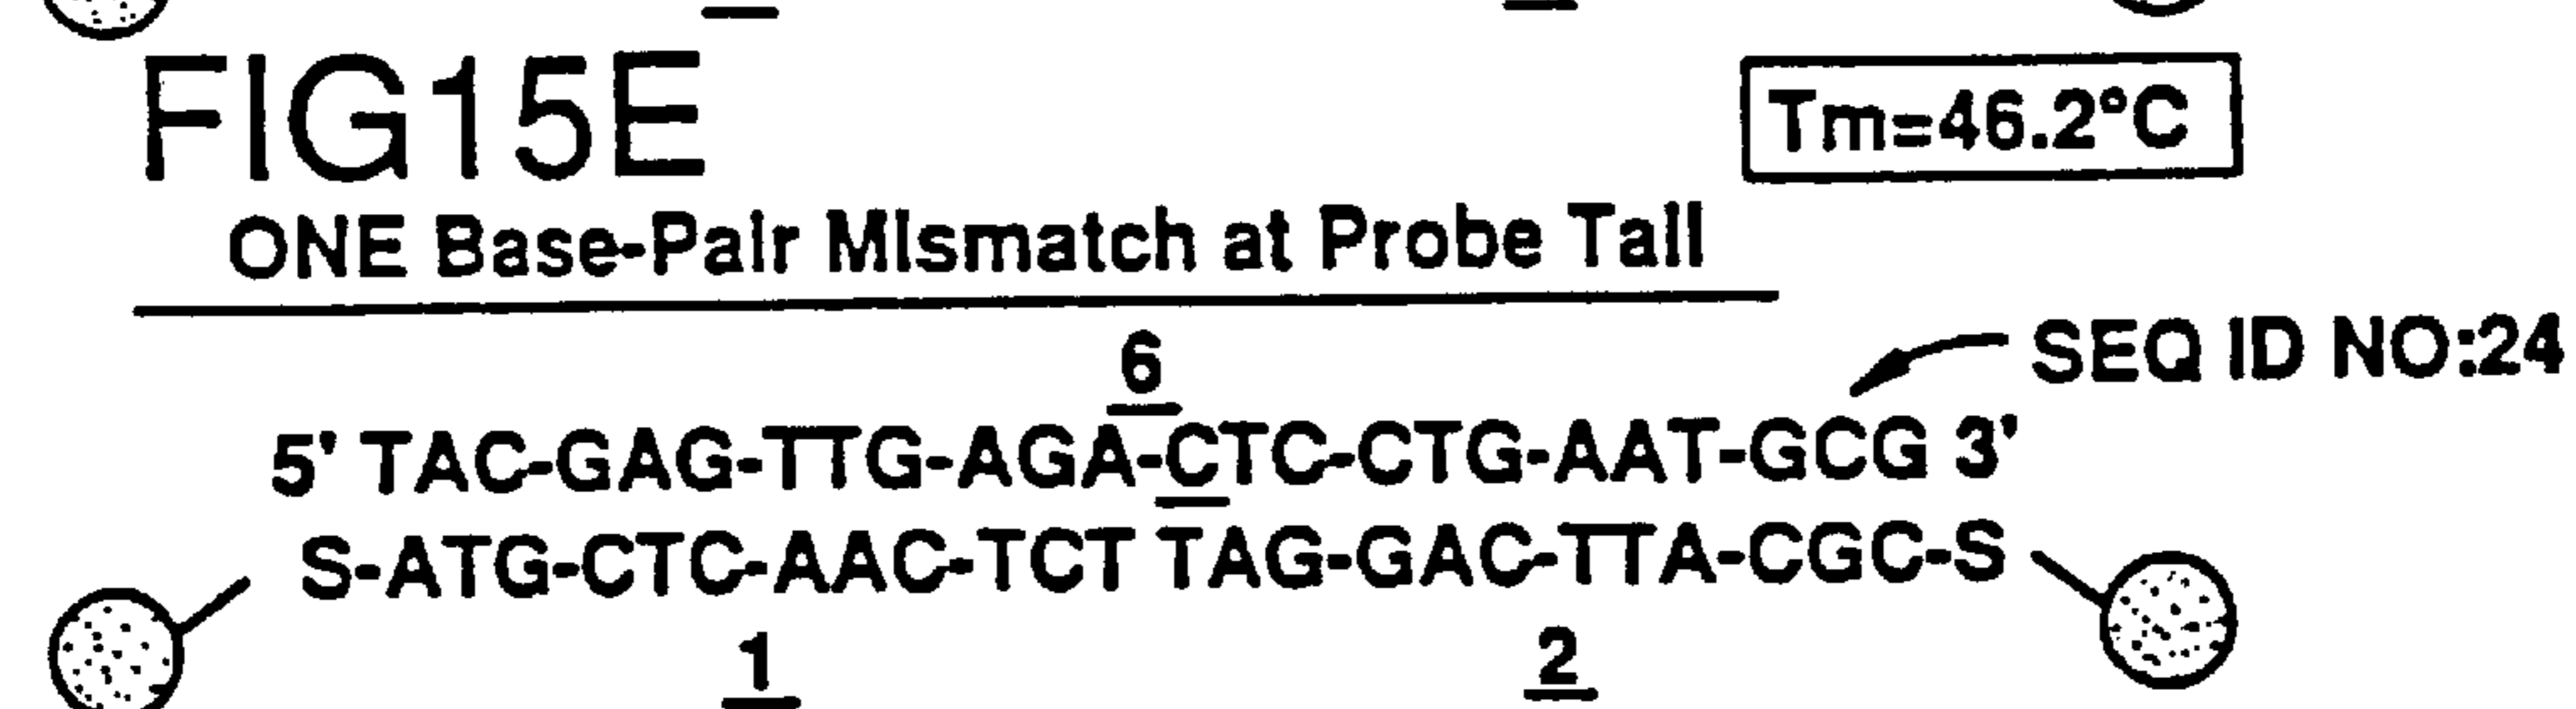 FIG15E
Tm=46.2°C
ONE Base-Pair Mismatch at Probe Tail
6
SEQ ID NO:24
5' TAC-GAG-TTG-AGA-CTC-CTG-AAT-GCG 3'
S-ATG-CTC-AAC-TCT TAG-GAC-TTA-CGC-S
1
2